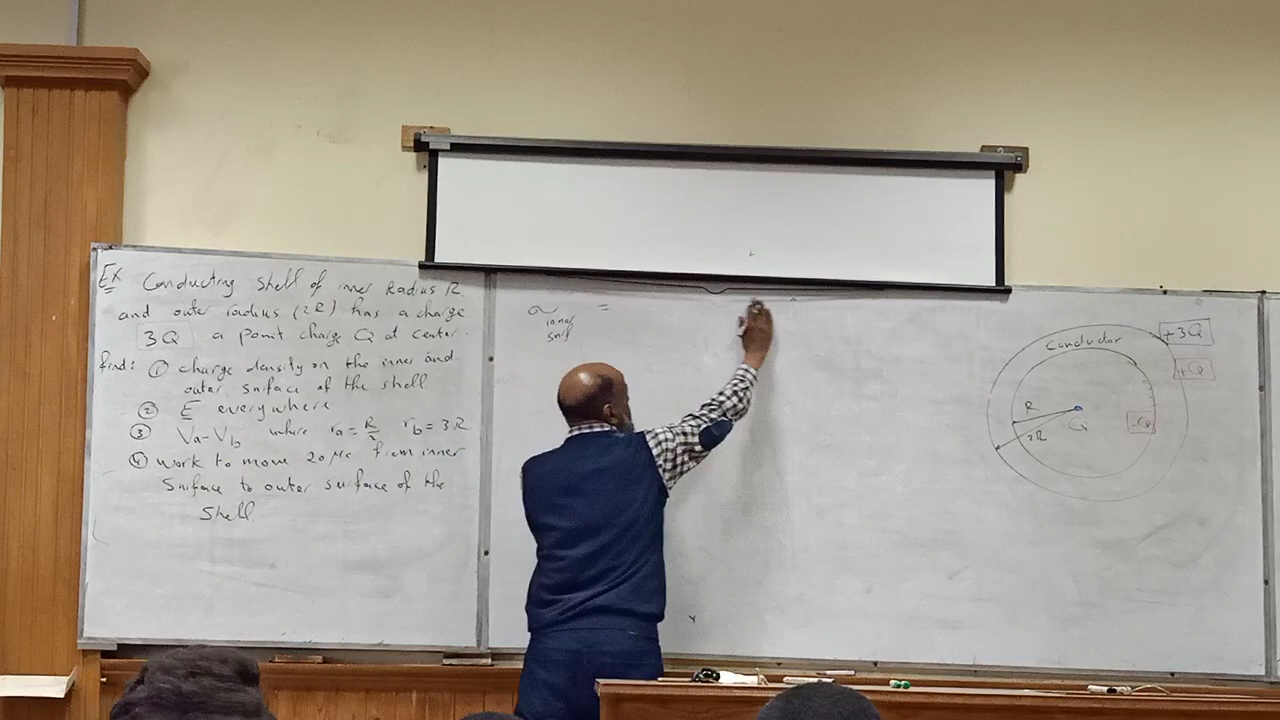 Ex Conducting Shell of inner Radius R
and outer radius (2R) has a charge
3Q a point charge Q at center.
find: ① charge density on the inner and
outer surface of the shell
② E everywhere
③ Va-Vb where ra = R/2 rb = 3R
④ work to move 20 μC from inner
Surface to outer surface of the
Shell
σ inner surf =
Conductor
+3Q
+Q
R
2R
Q
-Q